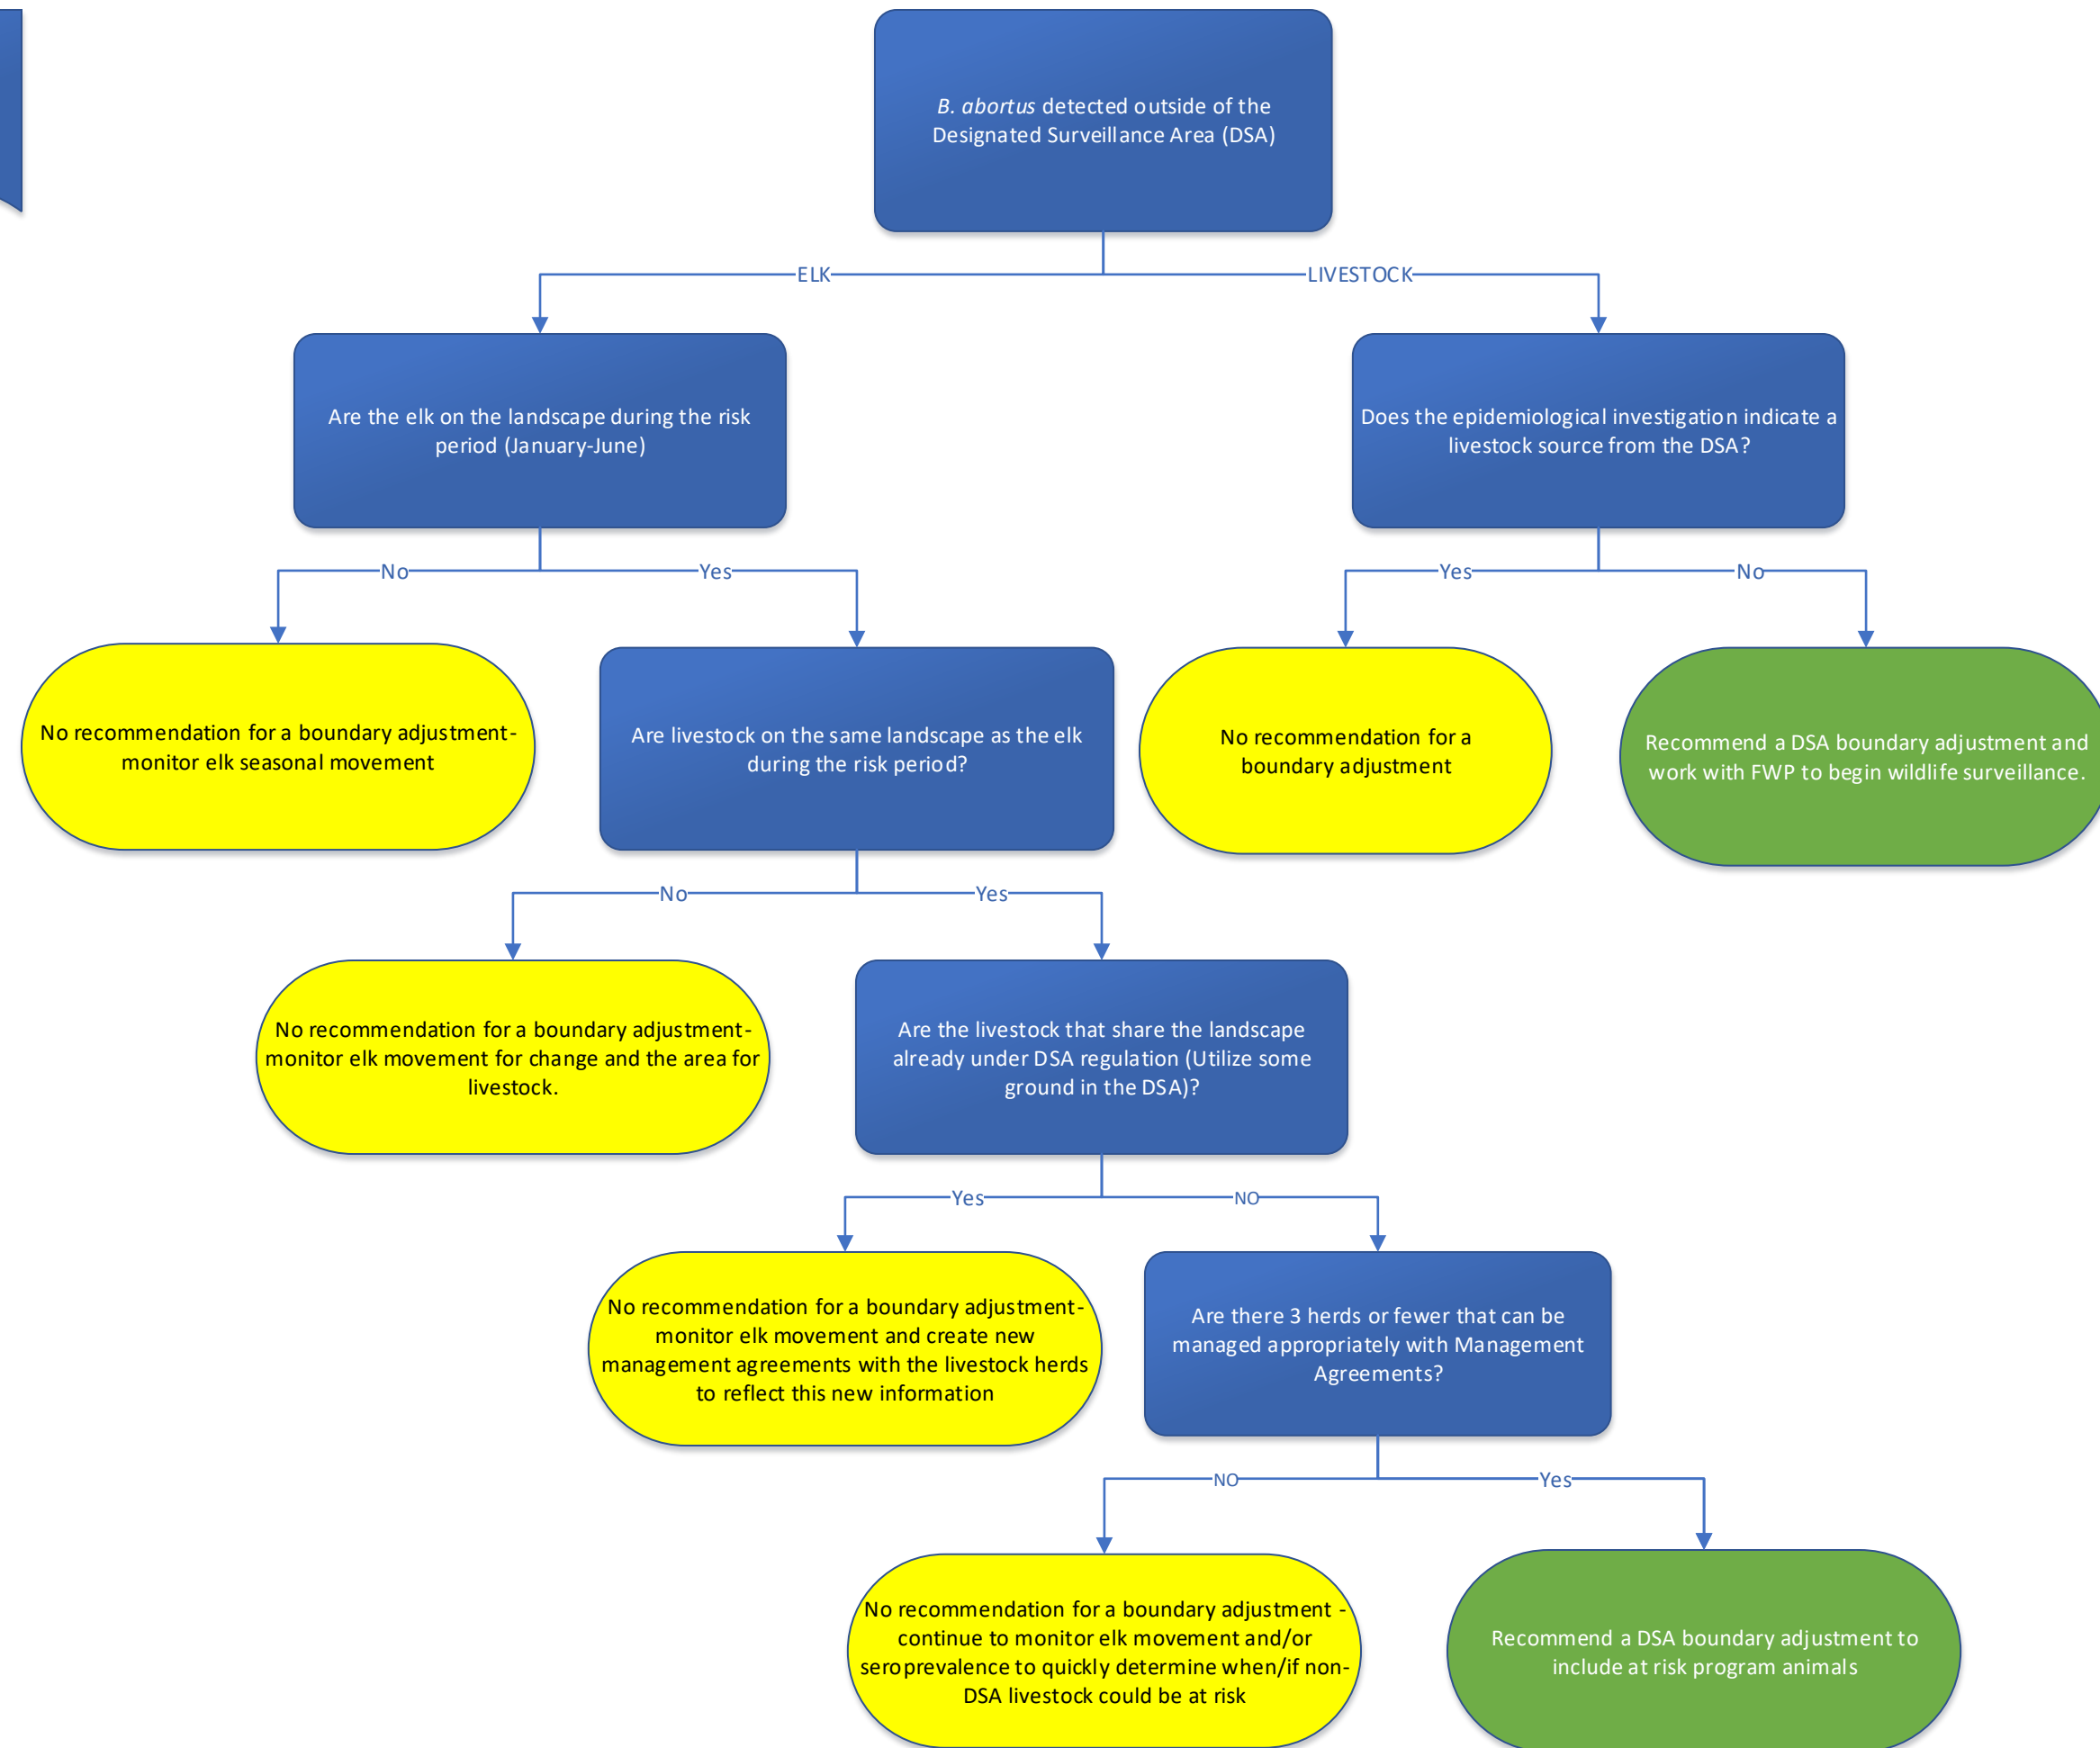 B. abortus detected outside of the
Designated Surveillance Area (DSA)
ELK
LIVESTOCK
Are the elk on the landscape during the risk
period (January-June)
Does the epidemiological investigation indicate a
livestock source from the DSA?
No
Yes
Yes
No
No recommendation for a boundary adjustment-
monitor elk seasonal movement
Are livestock on the same landscape as the elk
during the risk period?
No recommendation for a
boundary adjustment
Recommend a DSA boundary adjustment and
work with FWP to begin wildlife surveillance.
No
Yes
No recommendation for a boundary adjustment-
monitor elk movement for change and the area for
livestock.
Are the livestock that share the landscape
already under DSA regulation (Utilize some
ground in the DSA)?
Yes
NO
No recommendation for a boundary adjustment-
monitor elk movement and create new
management agreements with the livestock herds
to reflect this new information
Are there 3 herds or fewer that can be
managed appropriately with Management
Agreements?
NO
Yes
No recommendation for a boundary adjustment -
continue to monitor elk movement and/or
seroprevalence to quickly determine when/if non-
DSA livestock could be at risk
Recommend a DSA boundary adjustment to
include at risk program animals